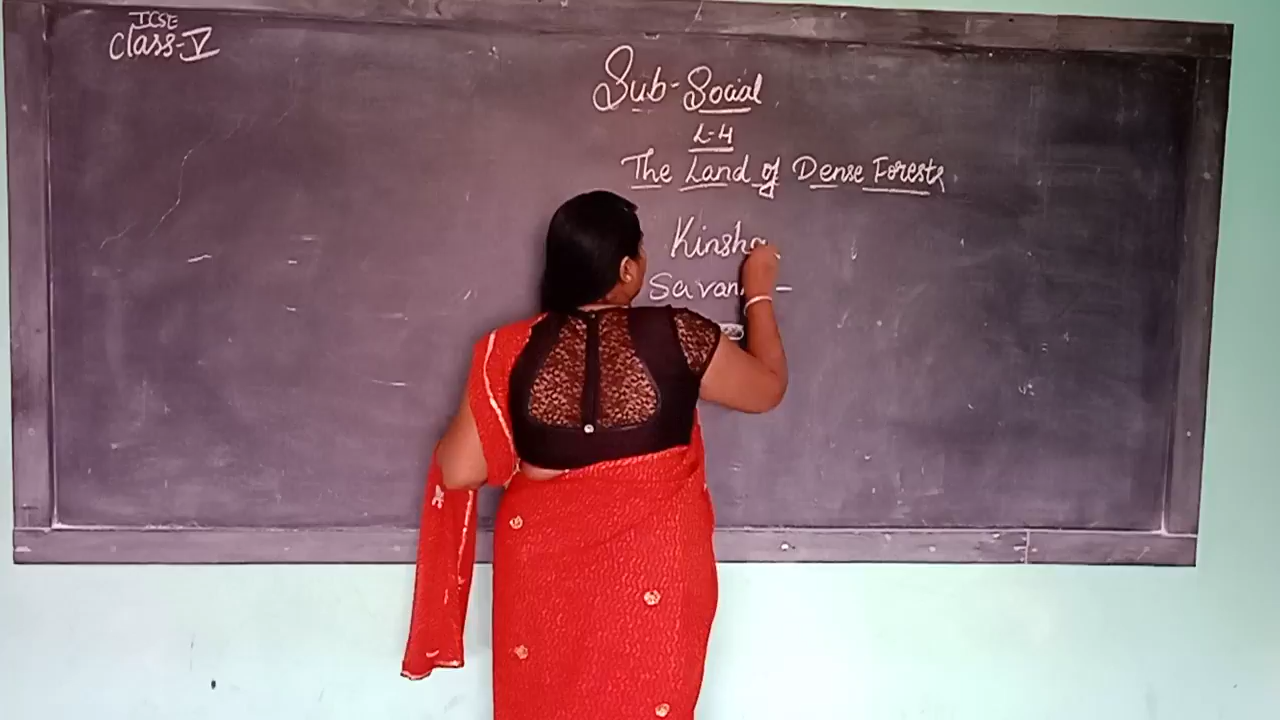 ICSE
Class-V
Sub-Social
L-4
The Land of Dense Forests
Kinsha
Savan -